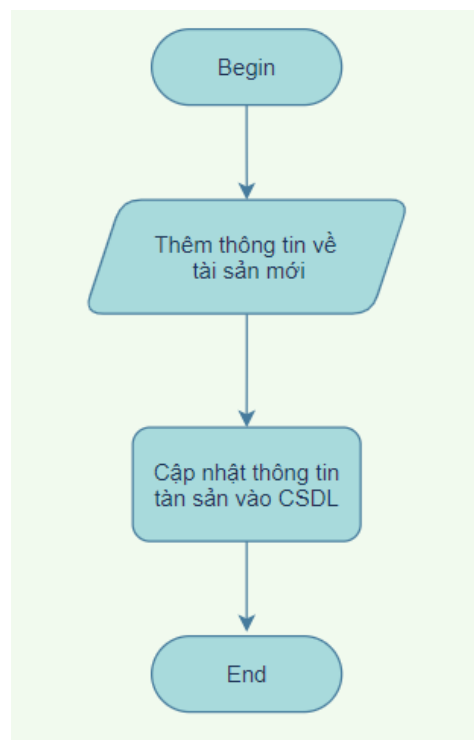 Begin
Thêm thông tin về
tài sản mới
Cập nhật thông tin
tàn sản vào CSDL
End